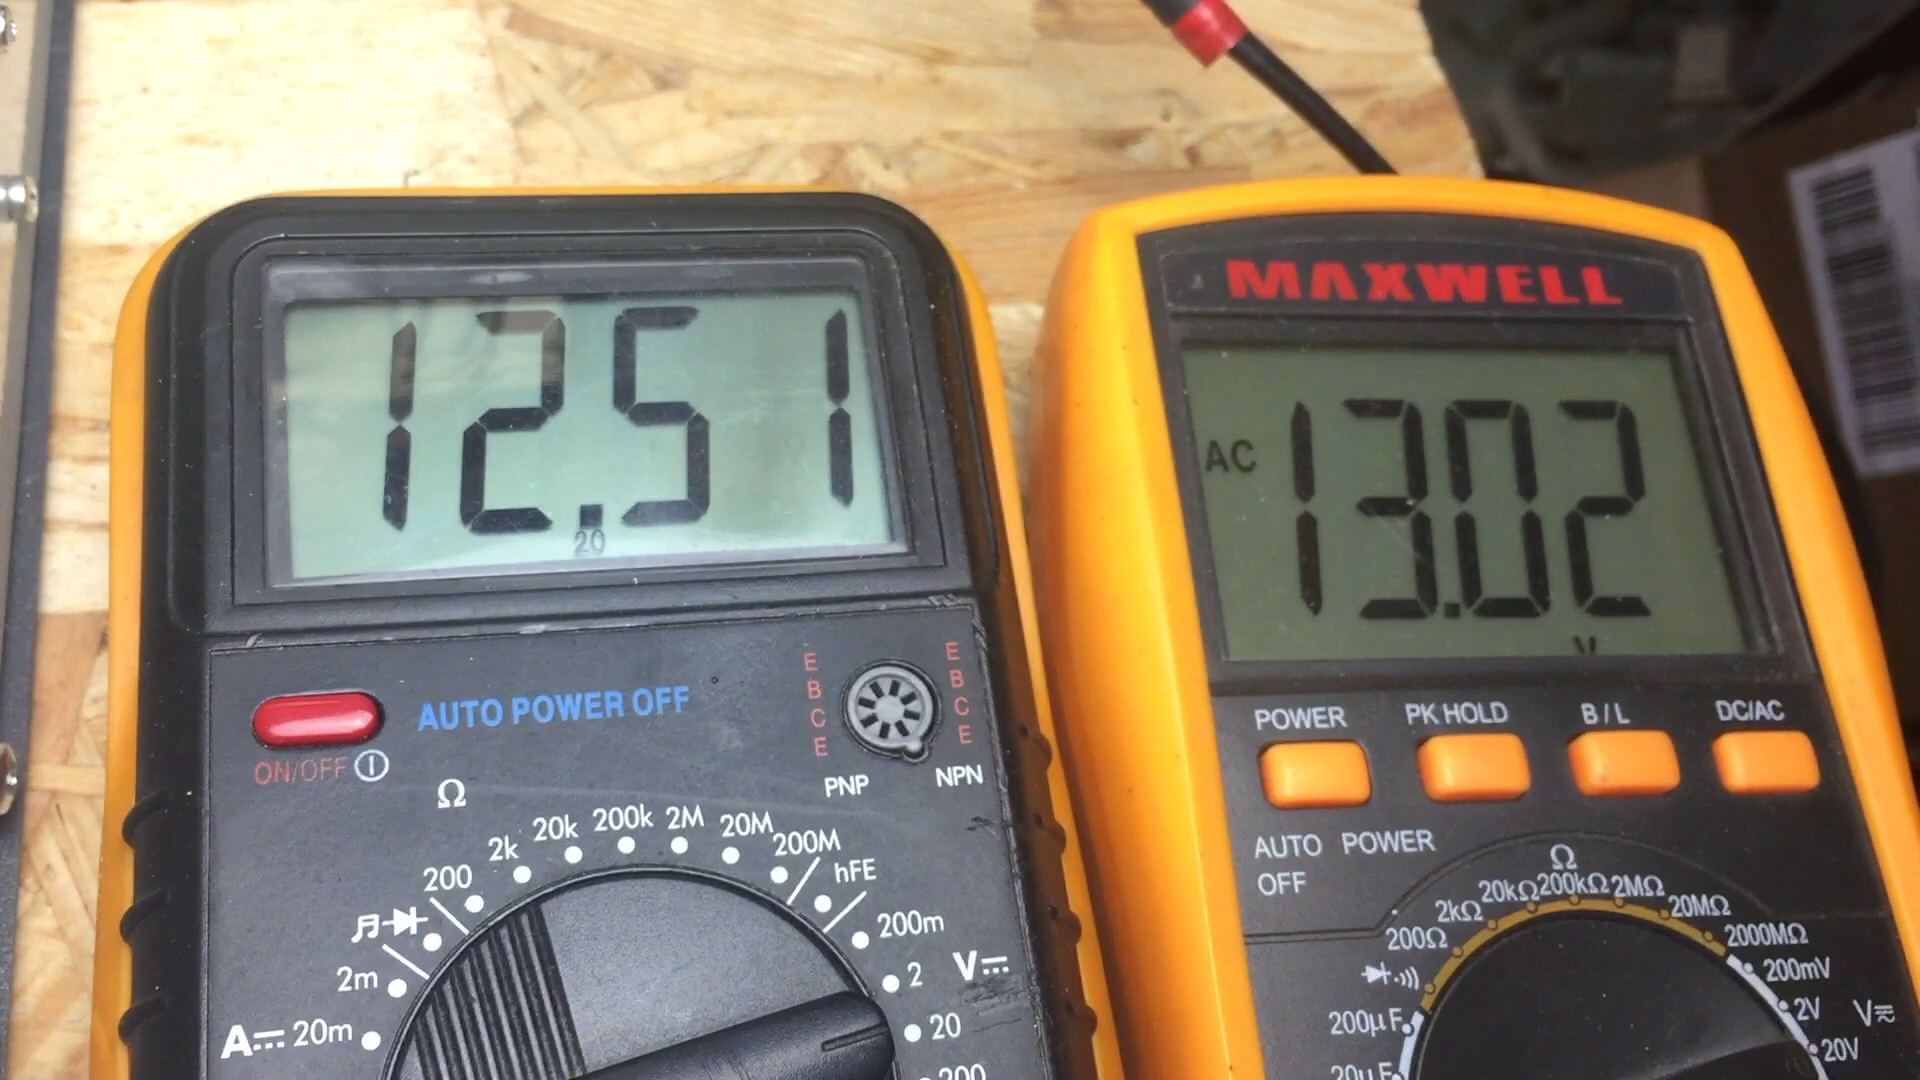 12.51
20
AUTO POWER OFF
ON/OFF
E
B
C
E
E
B
C
E
PNP
NPN
Ω
200
2k
20k
200k
2M
20M
200M
hFE
200m
2
V
20
200
2m
A
20m
MAXWELL
AC
13.02
V
POWER
PK HOLD
B / L
DC/AC
AUTO POWER
OFF
Ω
200Ω
2kΩ
20kΩ
200kΩ
2MΩ
20MΩ
2000MΩ
200mV
2V
V
20V
200µF
20µF